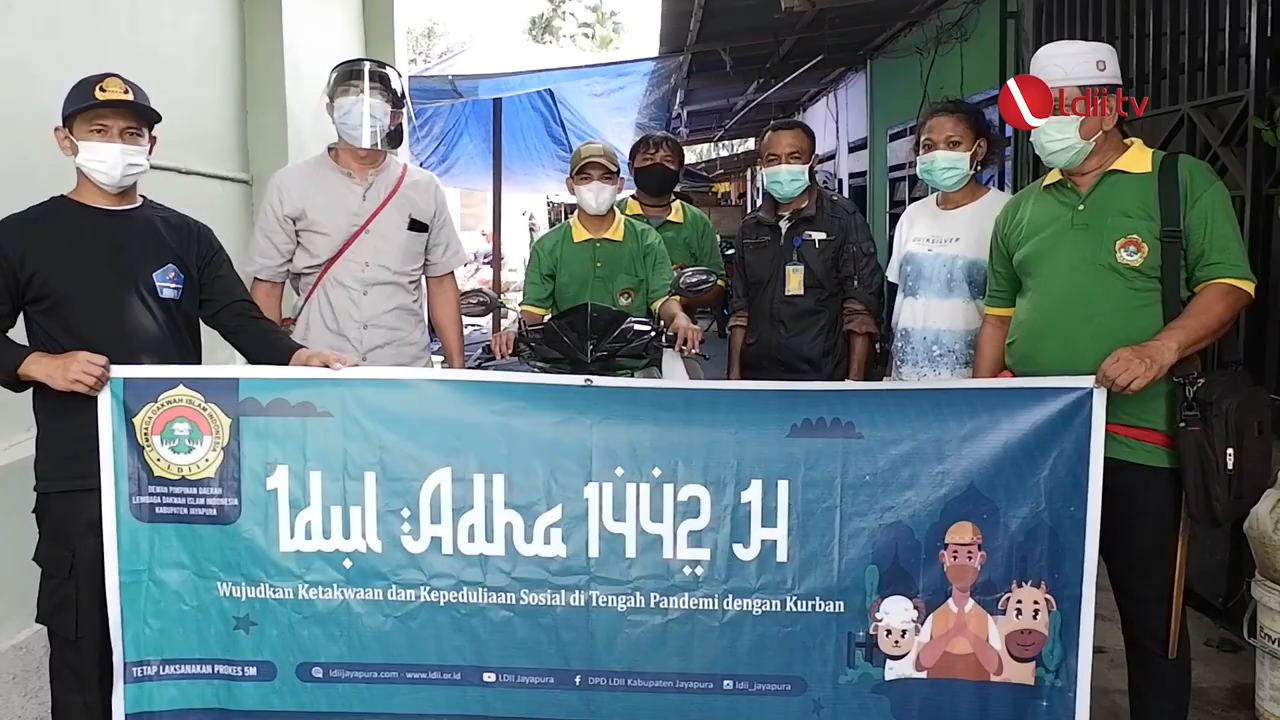 ldii.tv
QUIKSILVER
LEMBAGA DAKWAH ISLAM INDONESIA
LDII
DEWAN PIMPINAN DAERAH
LEMBAGA DAKWAH ISLAM INDONESIA
KABUPATEN JAYAPURA
Idul Adha 1442 H
Wujudkan Ketakwaan dan Kepeduliaan Sosial di Tengah Pandemi dengan Kurban
TETAP LAKSANAKAN PROKES 5M
ldiijayapura.com - www.ldii.or.id
LDII Jayapura
DPD LDII Kabupaten Jayapura
ldii_jayapura